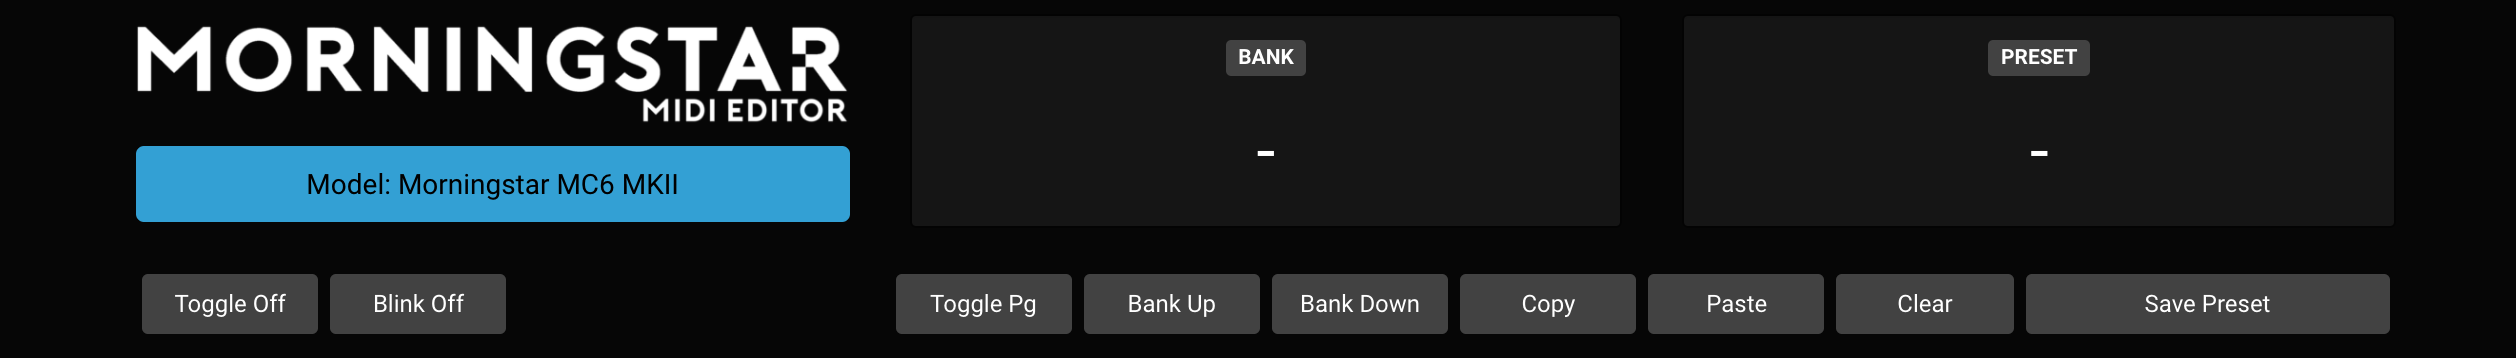 MORNINGSTAR
MIDI EDITOR
Model: Morningstar MC6 MKII
BANK
-
PRESET
-
Toggle Off
Blink Off
Toggle Pg
Bank Up
Bank Down
Copy
Paste
Clear
Save Preset